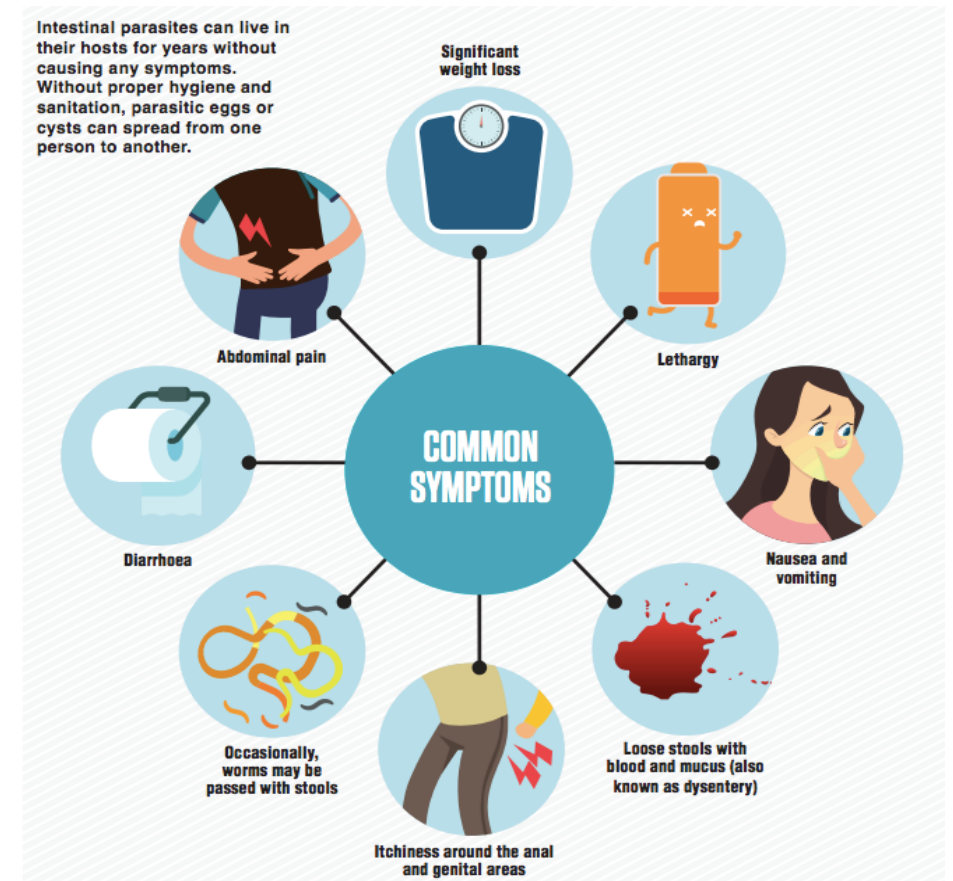 Intestinal parasites can live in
their hosts for years without
causing any symptoms.
Without proper hygiene and
sanitation, parasitic eggs or
cysts can spread from one
person to another.
Significant
weight loss
Abdominal pain
Lethargy
COMMON
SYMPTOMS
Diarrhoea
Nausea and
vomiting
Occasionally,
worms may be
passed with stools
Loose stools with
blood and mucus (also
known as dysentery)
Itchiness around the anal
and genital areas